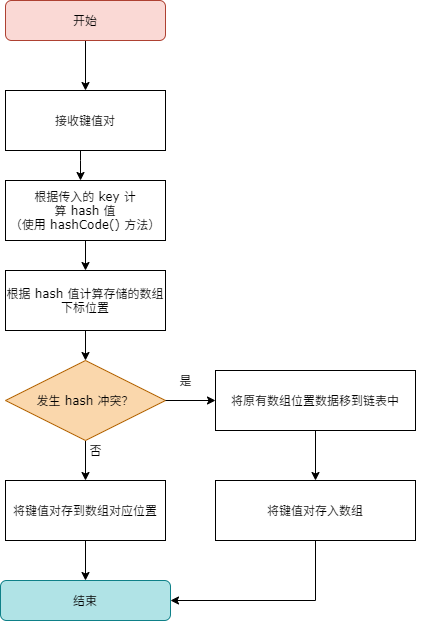 开始
接收键值对
根据传入的 key 计
算 hash 值
（使用 hashCode() 方法）
根据 hash 值计算存储的数组
下标位置
发生 hash 冲突?
是
将原有数组位置数据移到链表中
否
将键值对存到数组对应位置
将键值对存入数组
结束